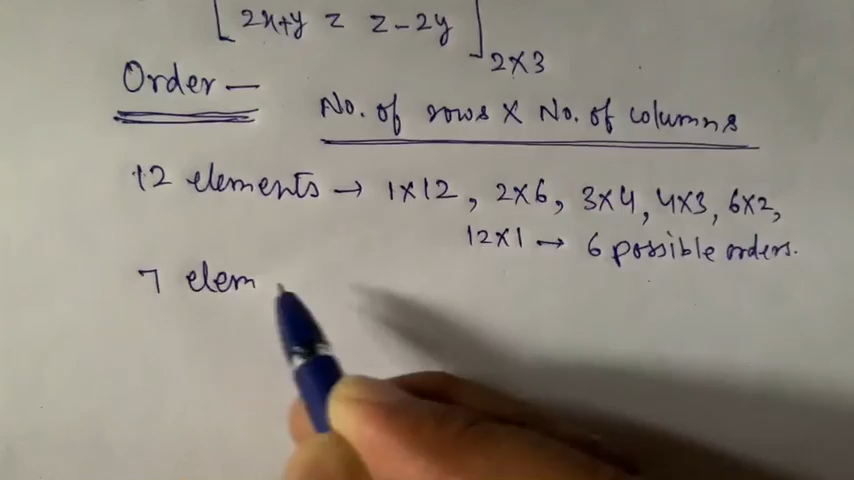 [ 2x+y z z-2y ] 2×3
Order —
No. of rows × No. of columns
12 elements → 1×12, 2×6, 3×4, 4×3, 6×2,
12×1 → 6 possible orders.
7 elem